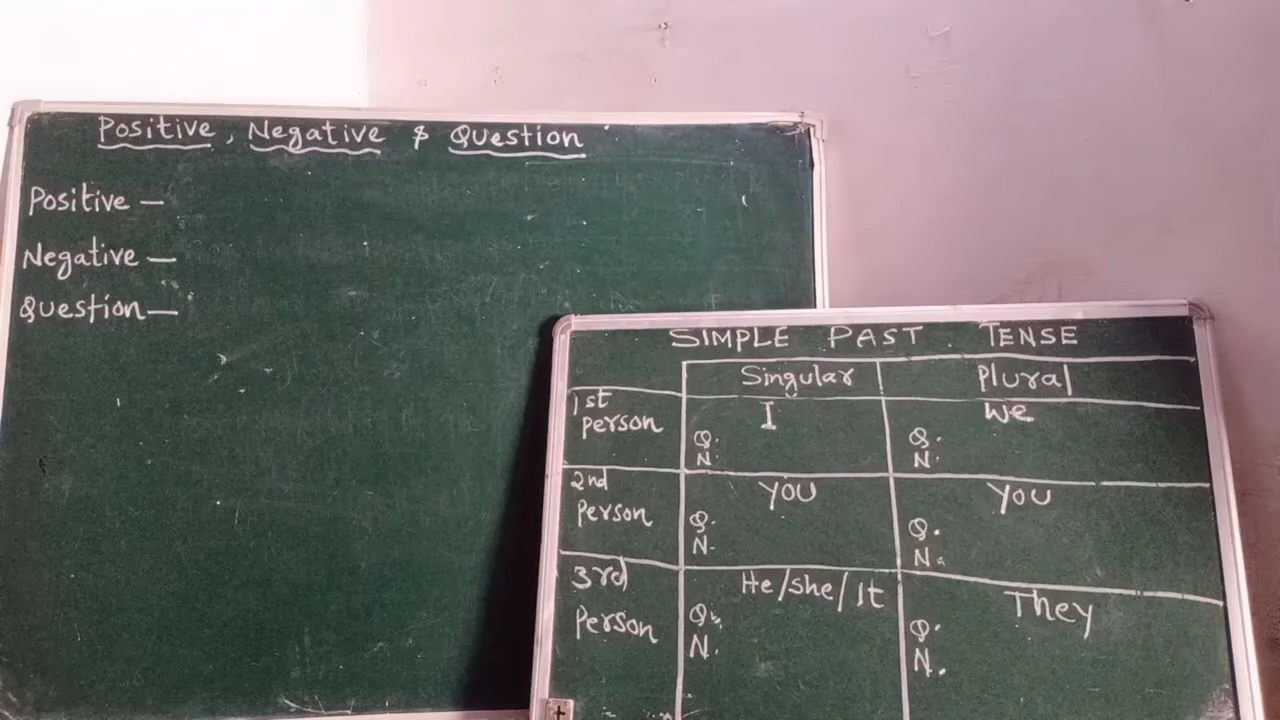 Positive, Negative & Question
Positive —
Negative —
Question —
SIMPLE PAST TENSE
Singular Plural
1st person I We
Q. Q.
N. N.
2nd Person YOU YOU
Q. Q.
N. N.
3rd Person He/She/It They
Q. Q.
N. N.